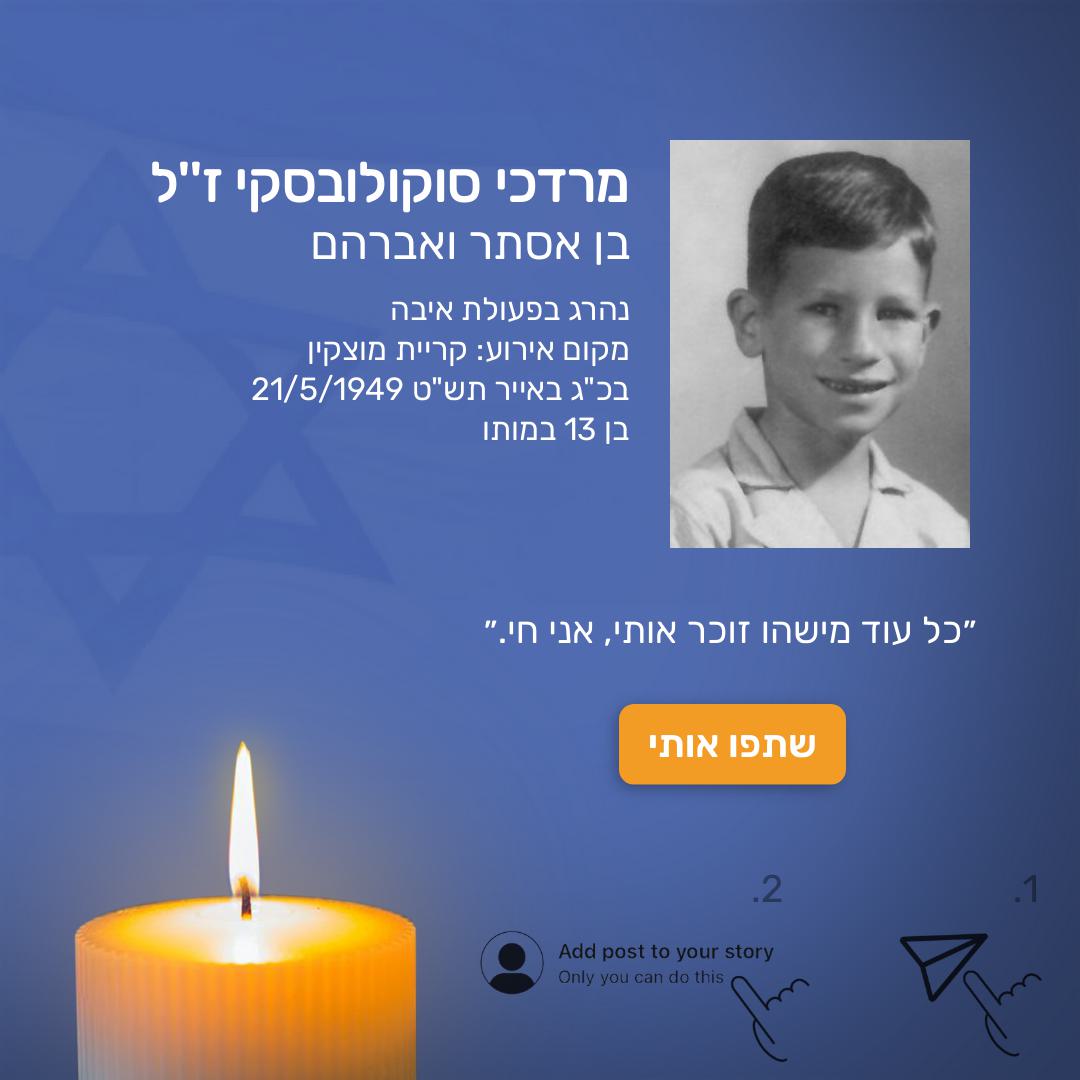 מרדכי סוקולובסקי ז"ל
בן אסתר ואברהם
נהרג בפעולת איבה
מקום אירוע: קריית מוצקין
בכ"ג באייר תש"ט 21/5/1949
בן 13 במותו
"כל עוד מישהו זוכר אותי, אני חי."
שתפו אותי
1.
2.
Add post to your story
Only you can do this